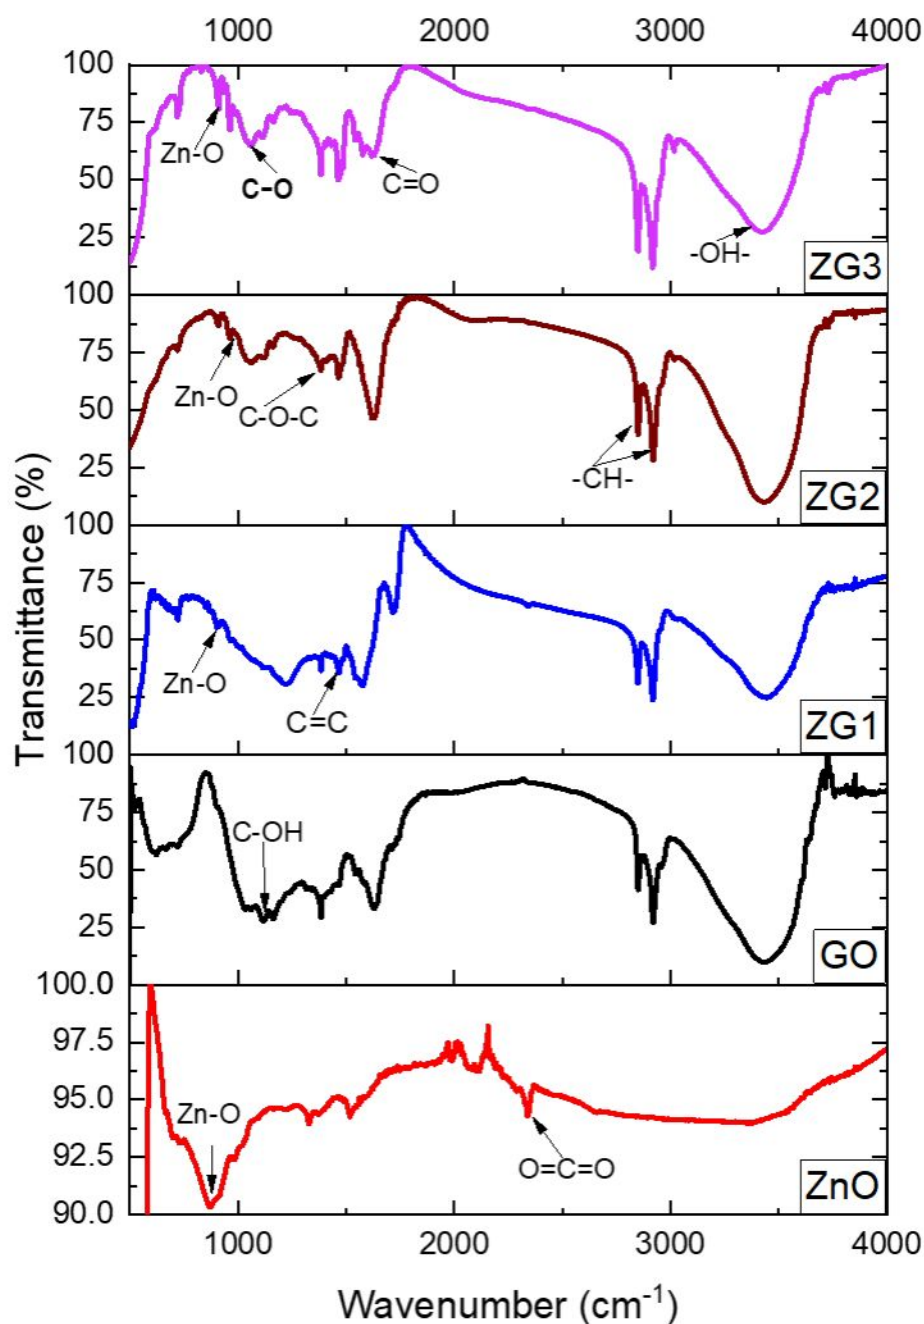 1000 2000 3000 4000
100
75
50
25
Zn-O
C-O
C=O
-OH-
ZG3
100
75
50
25
Zn-O
C-O-C
-CH-
ZG2
100
75
50
25
Zn-O
C=C
ZG1
100
75
50
25
C-OH
GO
100.0
97.5
95.0
92.5
90.0
Zn-O
O=C=O
ZnO
1000 2000 3000 4000
Transmittance (%)
Wavenumber (cm⁻¹)